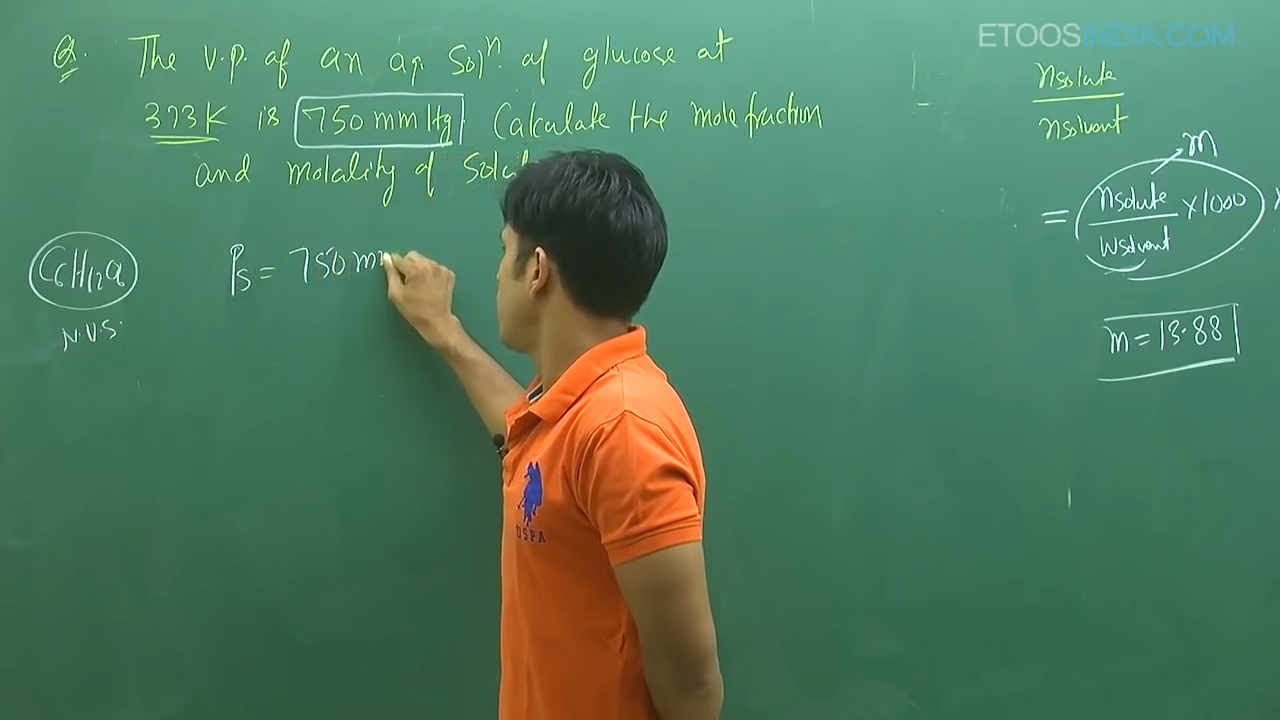 Q. The v.p. of an aq. Solⁿ of glucose at
373K is 750 mm Hg. Calculate the mole fraction
and molality of
C6H12O6
N.V.S.
Ps = 750 m
nsolute
nsolvent
m
= nsolute × 1000 ×
wsolvent
m = 13.88
ETOOSINDIA.COM
USPA